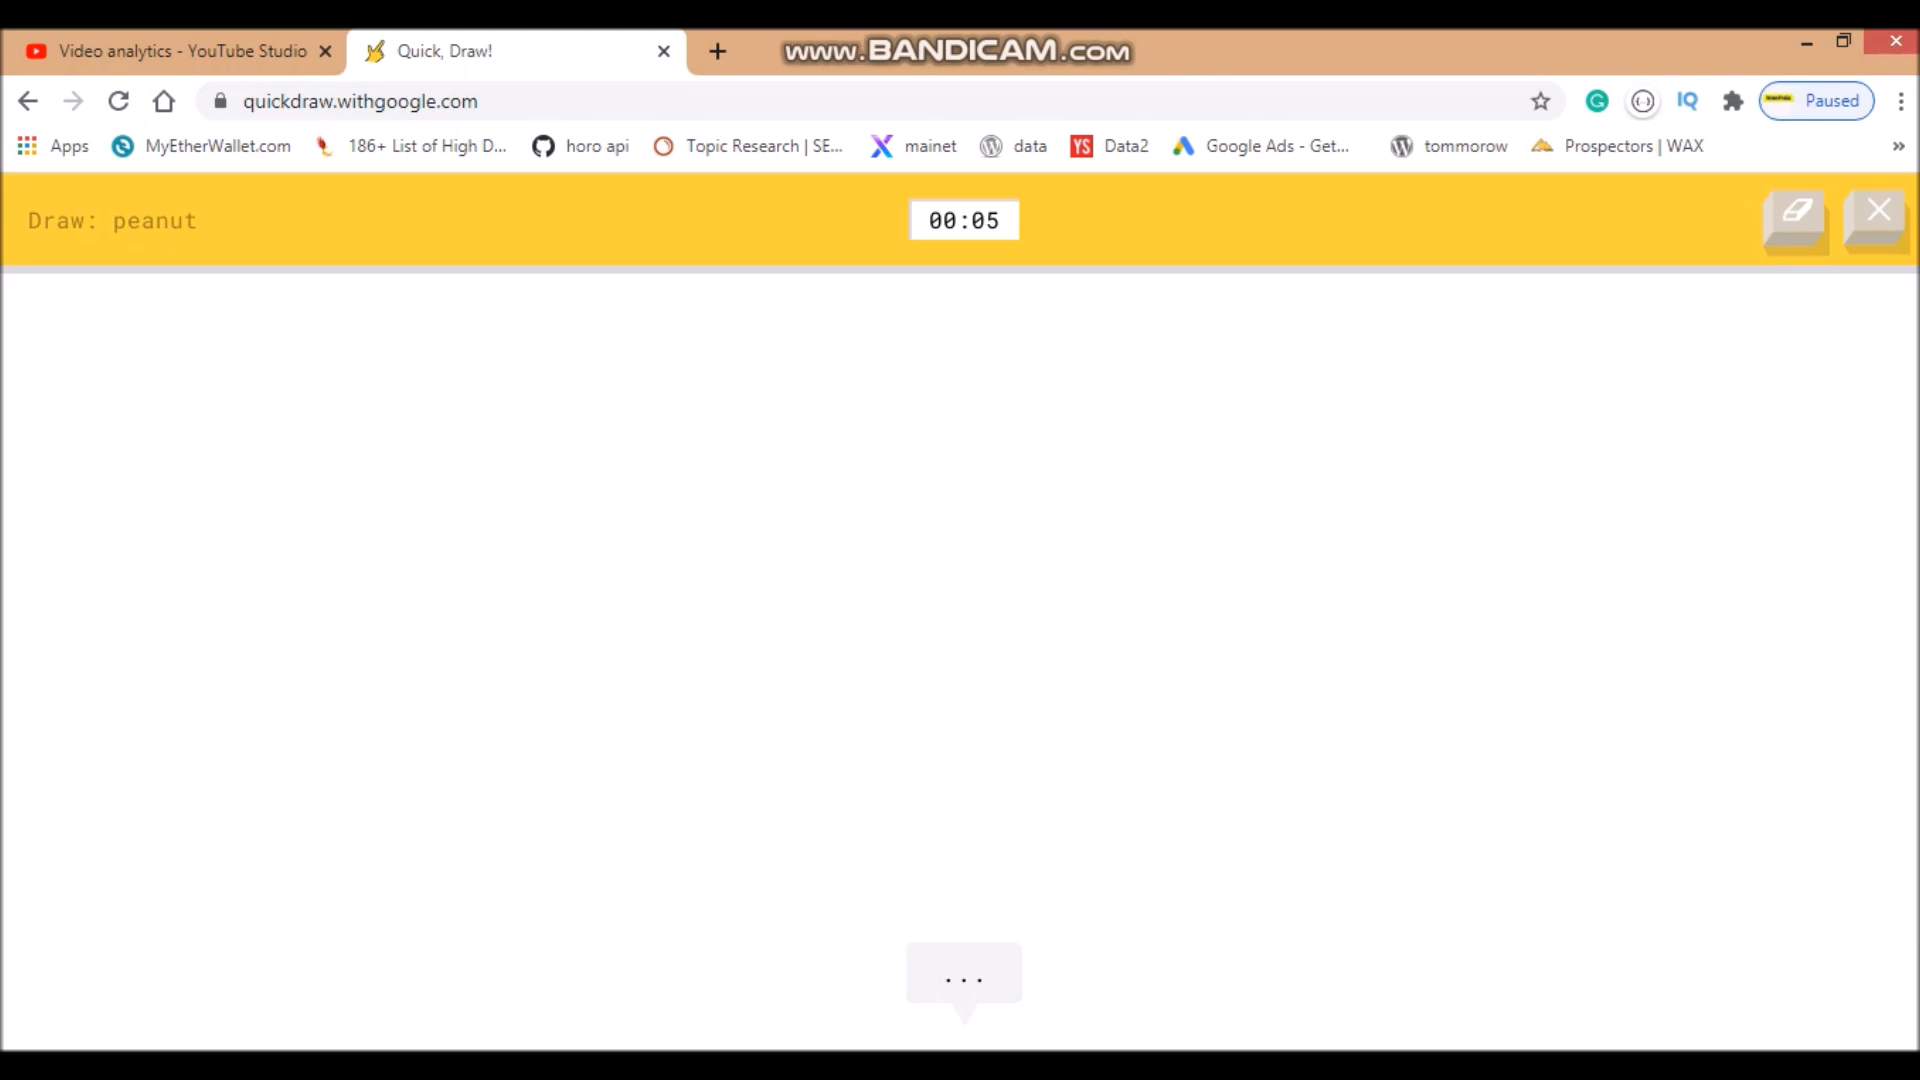 Video analytics - YouTube Studio
Quick, Draw!
www.BANDICAM.com
quickdraw.withgoogle.com
IQ
Paused
Apps
MyEtherWallet.com
186+ List of High D...
horo api
Topic Research | SE...
mainet
data
YS
Data2
Google Ads - Get...
tommorow
Prospectors | WAX
Draw: peanut
00:05
...